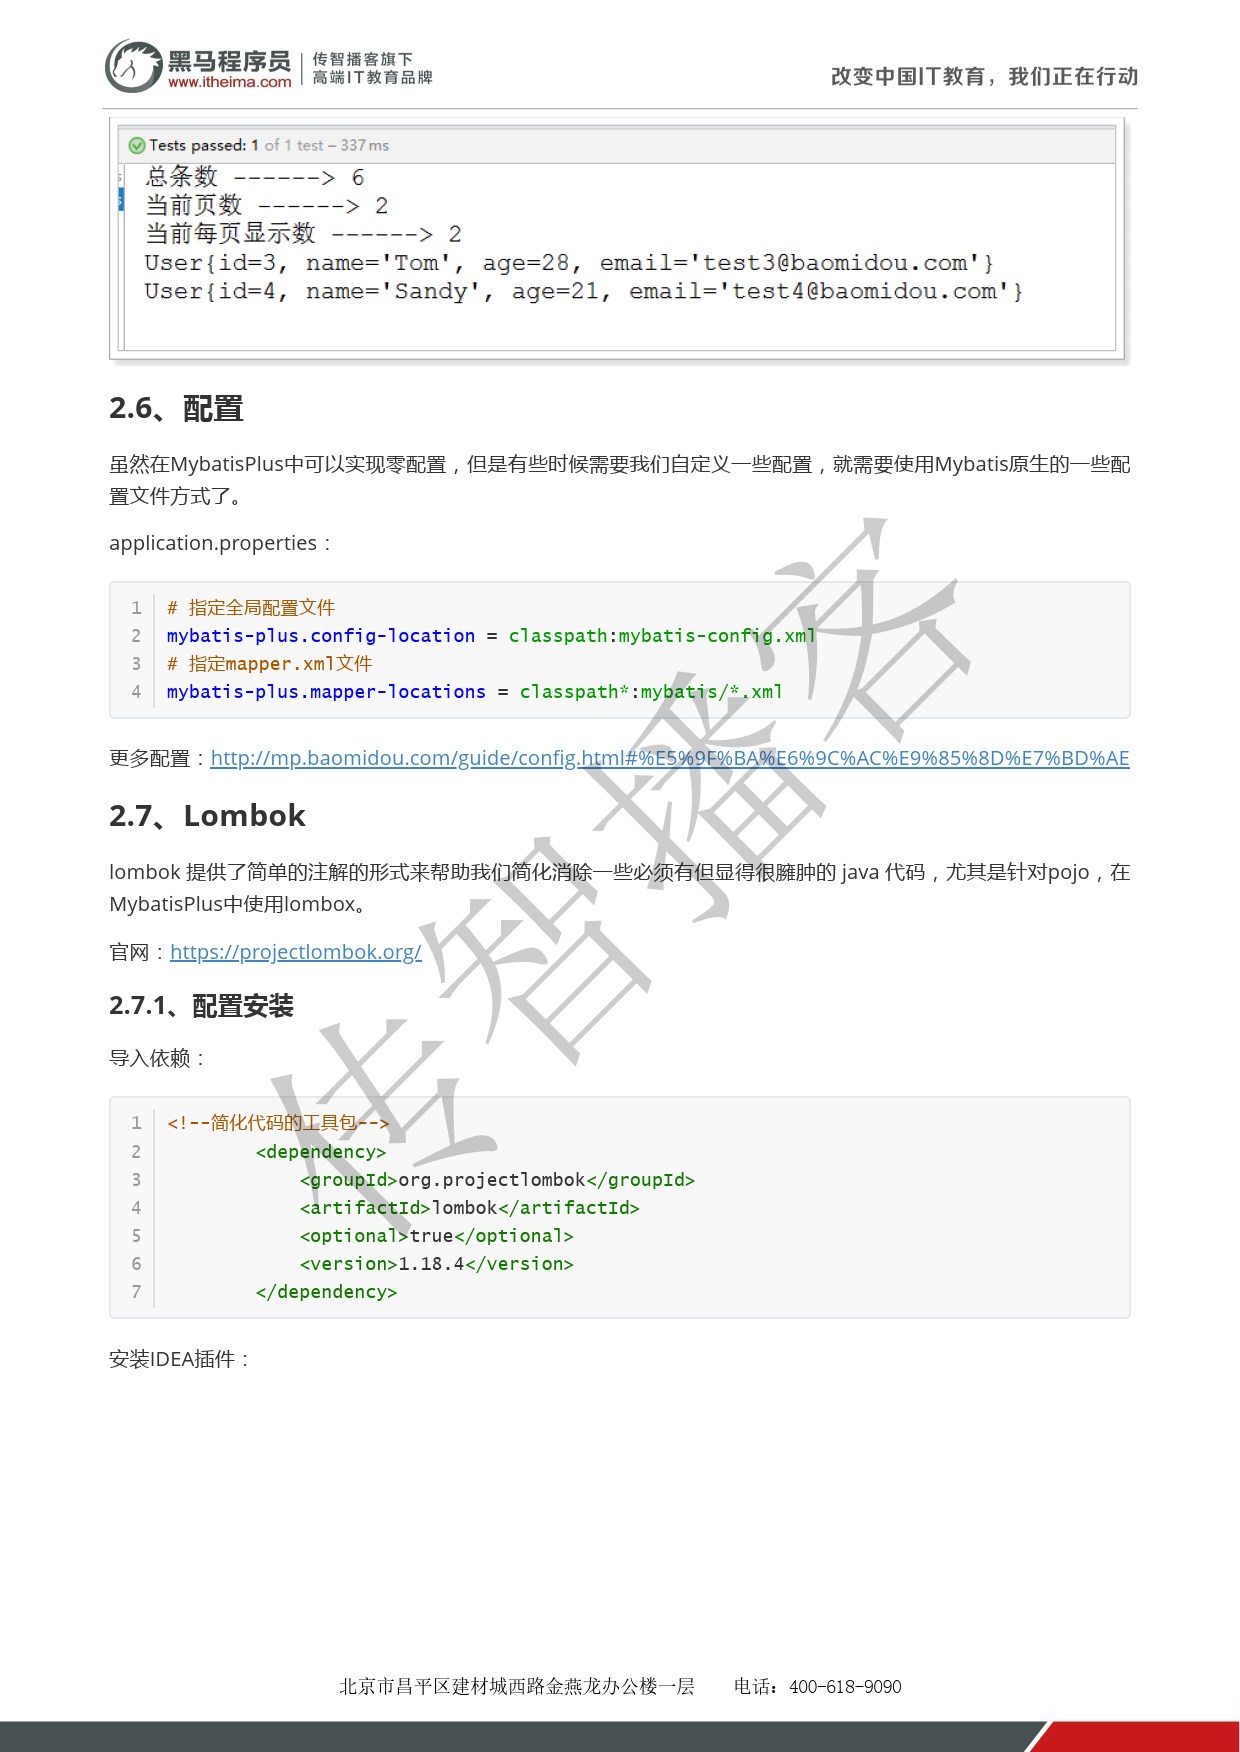 黑马程序员
www.itheima.com
传智播客旗下
高端IT教育品牌
改变中国IT教育，我们正在行动
Tests passed: 1 of 1 test – 337 ms
总条数 ------> 6
当前页数 ------> 2
当前每页显示数 ------> 2
User{id=3, name='Tom', age=28, email='test3@baomidou.com'}
User{id=4, name='Sandy', age=21, email='test4@baomidou.com'}
2.6、配置
虽然在MybatisPlus中可以实现零配置，但是有些时候需要我们自定义一些配置，就需要使用Mybatis原生的一些配
置文件方式了。
application.properties：
1 # 指定全局配置文件
2 mybatis-plus.config-location = classpath:mybatis-config.xml
3 # 指定mapper.xml文件
4 mybatis-plus.mapper-locations = classpath*:mybatis/*.xml
更多配置：http://mp.baomidou.com/guide/config.html#%E5%9F%BA%E6%9C%AC%E9%85%8D%E7%BD%AE
2.7、Lombok
lombok 提供了简单的注解的形式来帮助我们简化消除一些必须有但显得很臃肿的 java 代码，尤其是针对pojo，在
MybatisPlus中使用lombox。
官网：https://projectlombok.org/
2.7.1、配置安装
导入依赖：
1 <!--简化代码的工具包-->
2         <dependency>
3             <groupId>org.projectlombok</groupId>
4             <artifactId>lombok</artifactId>
5             <optional>true</optional>
6             <version>1.18.4</version>
7         </dependency>
安装IDEA插件：
传智播客
北京市昌平区建材城西路金燕龙办公楼一层 电话：400-618-9090